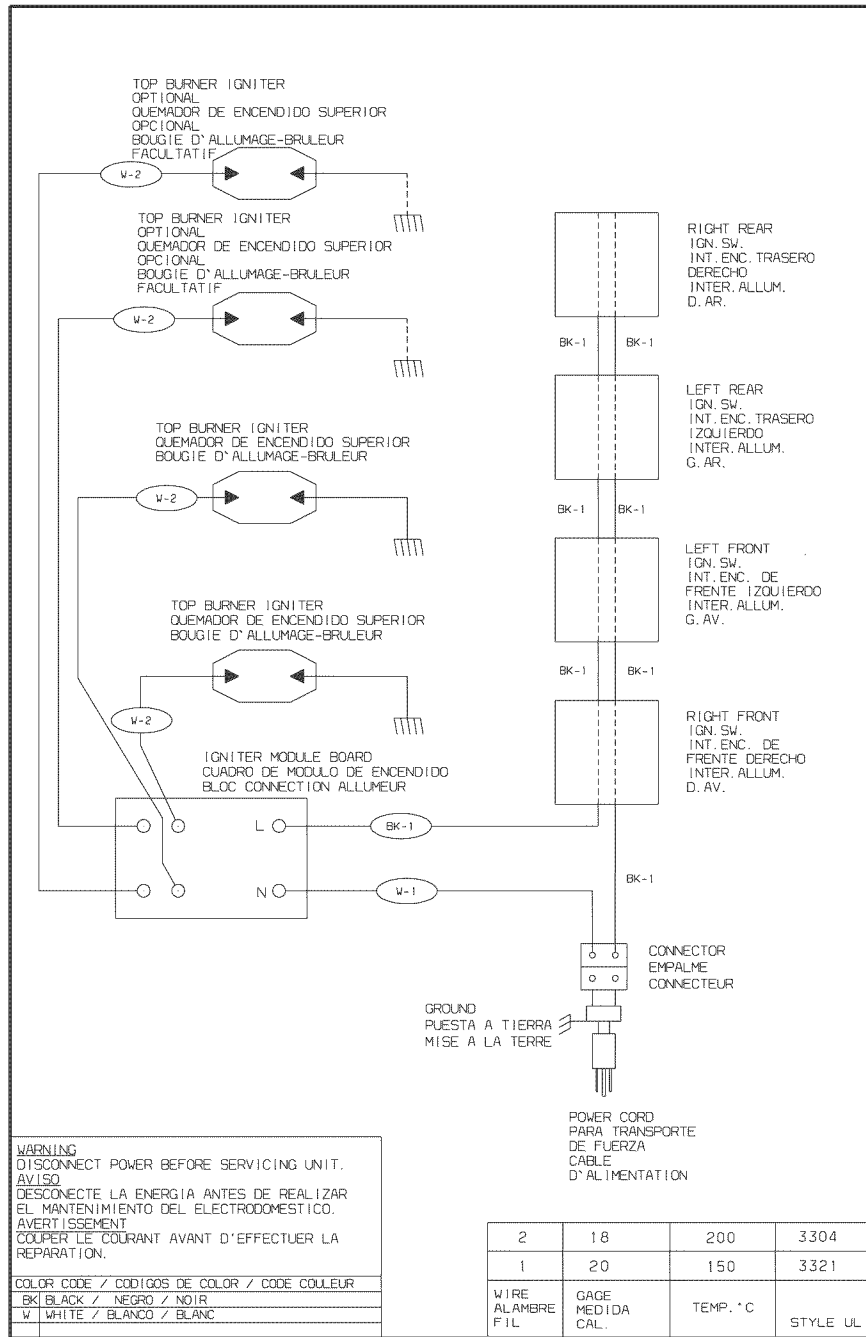 TOP BURNER IGNITER
OPTIONAL
QUEMADOR DE ENCENDIDO SUPERIOR
OPCIONAL
BOUGIE D`ALLUMAGE-BRULEUR
FACULTATIF
W-2
TOP BURNER IGNITER
OPTIONAL
QUEMADOR DE ENCENDIDO SUPERIOR
OPCIONAL
BOUGIE D`ALLUMAGE-BRULEUR
FACULTATIF
W-2
TOP BURNER IGNITER
QUEMADOR DE ENCENDIDO SUPERIOR
BOUGIE D`ALLUMAGE-BRULEUR
W-2
TOP BURNER IGNITER
QUEMADOR DE ENCENDIDO SUPERIOR
BOUGIE D`ALLUMAGE-BRULEUR
W-2
RIGHT REAR
IGN. SW.
INT. ENC. TRASERO
DERECHO
INTER. ALLUM.
D. AR.
BK-1 BK-1
LEFT REAR
IGN. SW.
INT. ENC. TRASERO
IZQUIERDO
INTER. ALLUM.
G. AR.
BK-1 BK-1
LEFT FRONT
IGN. SW.
INT. ENC. DE
FRENTE IZQUIERDO
INTER. ALLUM.
G. AV.
BK-1 BK-1
RIGHT FRONT
IGN. SW.
INT. ENC. DE
FRENTE DERECHO
INTER. ALLUM.
D. AV.
IGNITER MODULE BOARD
CUADRO DE MODULO DE ENCENDIDO
BLOC CONNECTION ALLUMEUR
L
BK-1
N
W-1
BK-1
CONNECTOR
EMPALME
CONNECTEUR
GROUND
PUESTA A TIERRA
MISE A LA TERRE
POWER CORD
PARA TRANSPORTE
DE FUERZA
CABLE
D`ALIMENTATION
WARNING
DISCONNECT POWER BEFORE SERVICING UNIT.
AVISO
DESCONECTE LA ENERGIA ANTES DE REALIZAR
EL MANTENIMIENTO DEL ELECTRODOMESTICO.
AVERTISSEMENT
COUPER LE COURANT AVANT D'EFFECTUER LA
REPARATION.
COLOR CODE / CODIGOS DE COLOR / CODE COULEUR
BK BLACK / NEGRO / NOIR
W WHITE / BLANCO / BLANC
2 18 200 3304
1 20 150 3321
WIRE
ALAMBRE
FIL
GAGE
MEDIDA
CAL.
TEMP. °C
STYLE UL